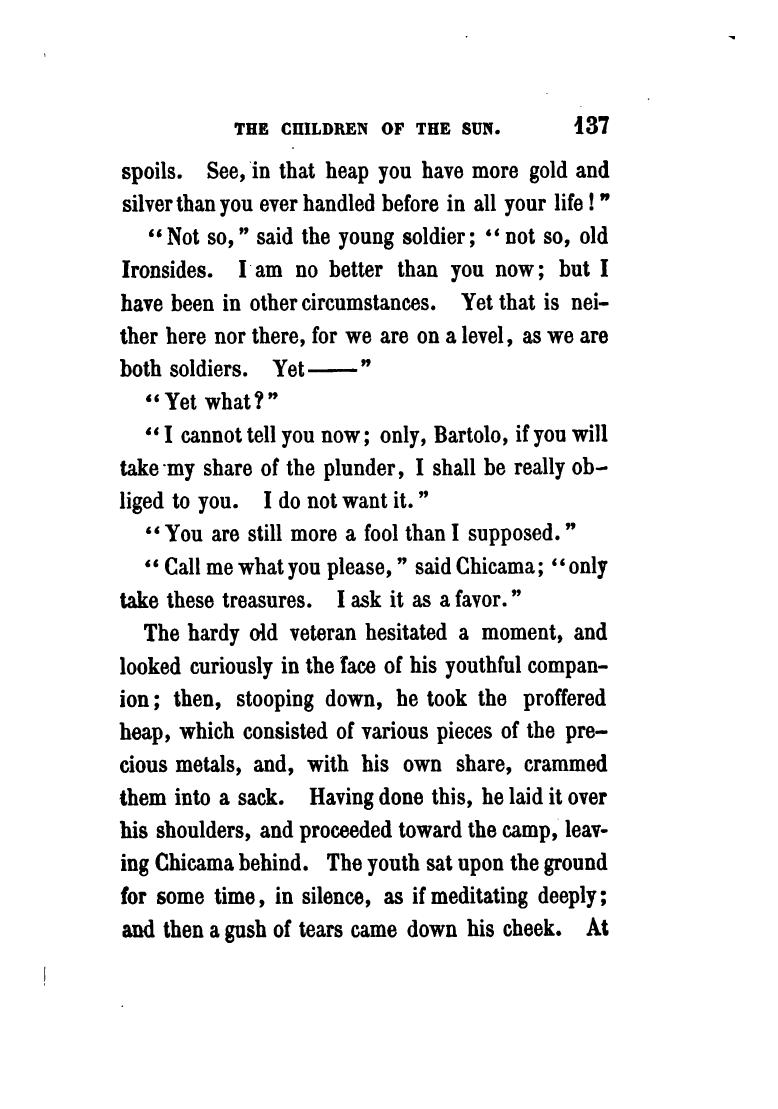 THE CHILDREN OF THE SUN. 137
spoils. See, in that heap you have more gold and
silver than you ever handled before in all your life!"
"Not so," said the young soldier; "not so, old
Ironsides. I am no better than you now; but I
have been in other circumstances. Yet that is nei-
ther here nor there, for we are on a level, as we are
both soldiers. Yet——"
"Yet what?"
"I cannot tell you now; only, Bartolo, if you will
take my share of the plunder, I shall be really ob-
liged to you. I do not want it."
"You are still more a fool than I supposed."
"Call me what you please," said Chicama; "only
take these treasures. I ask it as a favor."
The hardy old veteran hesitated a moment, and
looked curiously in the face of his youthful compan-
ion; then, stooping down, he took the proffered
heap, which consisted of various pieces of the pre-
cious metals, and, with his own share, crammed
them into a sack. Having done this, he laid it over
his shoulders, and proceeded toward the camp, leav-
ing Chicama behind. The youth sat upon the ground
for some time, in silence, as if meditating deeply;
and then a gush of tears came down his cheek. At